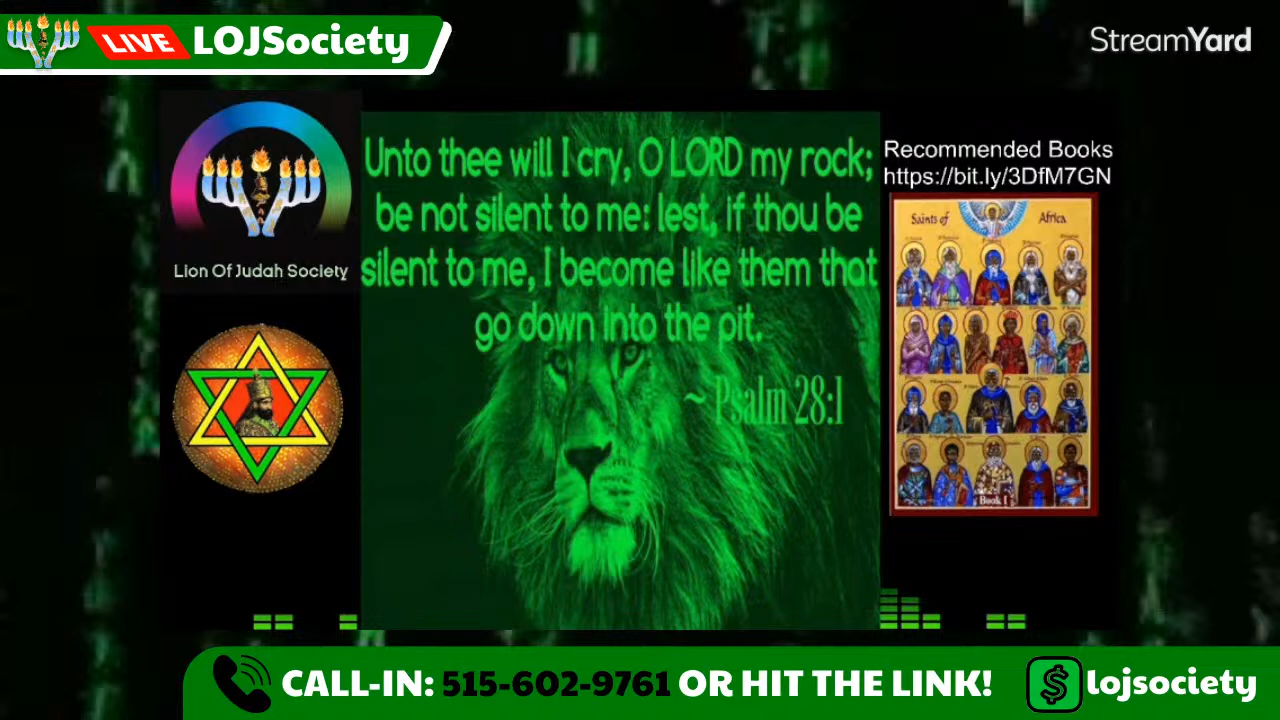 LIVE LOJSociety
StreamYard
Lion Of Judah Society
Unto thee will I cry, O LORD my rock;
be not silent to me: lest, if thou be
silent to me, I become like them that
go down into the pit.
~ Psalm 28:1
Recommended Books
https://bit.ly/3DfM7GN
Saints of Africa
Book I
CALL-IN: 515-602-9761 OR HIT THE LINK!
$ lojsociety